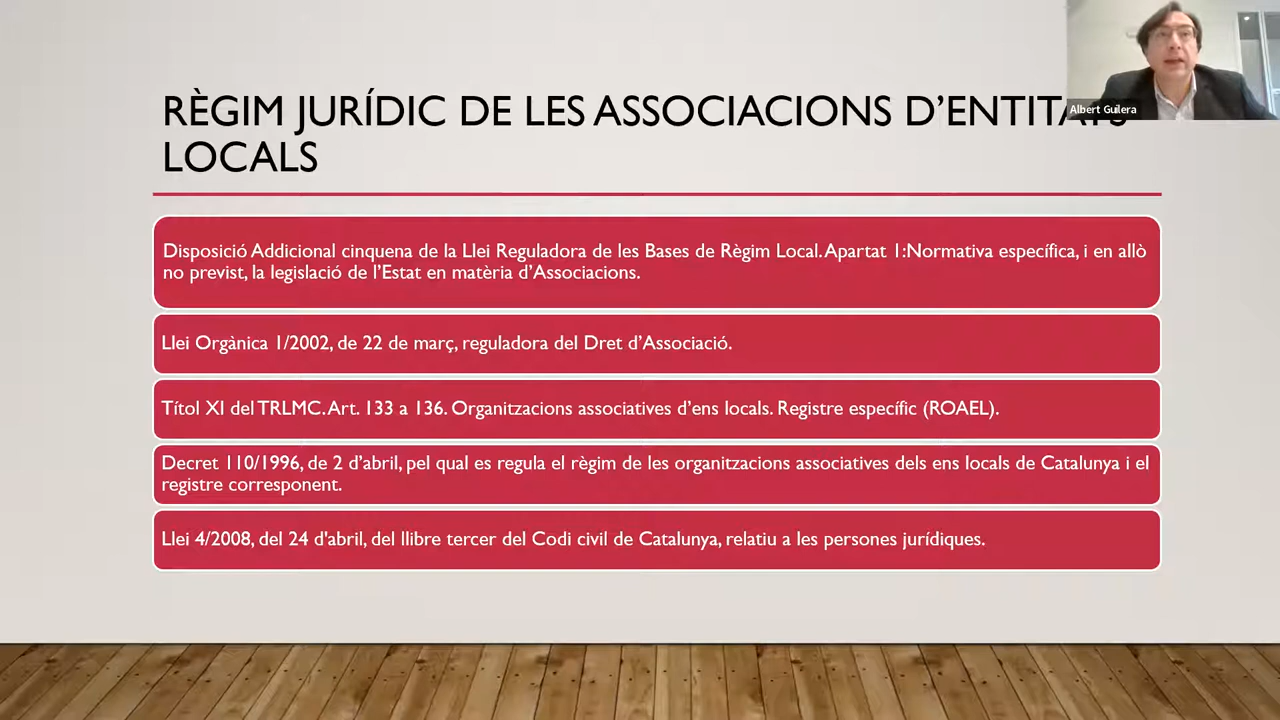 RÈGIM JURÍDIC DE LES ASSOCIACIONS D'ENTITATS
LOCALS
Albert Guilera
Disposició Addicional cinquena de la Llei Reguladora de les Bases de Règim Local. Apartat 1:Normativa específica, i en allò
no previst, la legislació de l'Estat en matèria d'Associacions.
Llei Orgànica 1/2002, de 22 de març, reguladora del Dret d'Associació.
Títol XI del TRLMC. Art. 133 a 136. Organitzacions associatives d'ens locals. Registre específic (ROAEL).
Decret 110/1996, de 2 d'abril, pel qual es regula el règim de les organitzacions associatives dels ens locals de Catalunya i el
registre corresponent.
Llei 4/2008, del 24 d'abril, del llibre tercer del Codi civil de Catalunya, relatiu a les persones jurídiques.